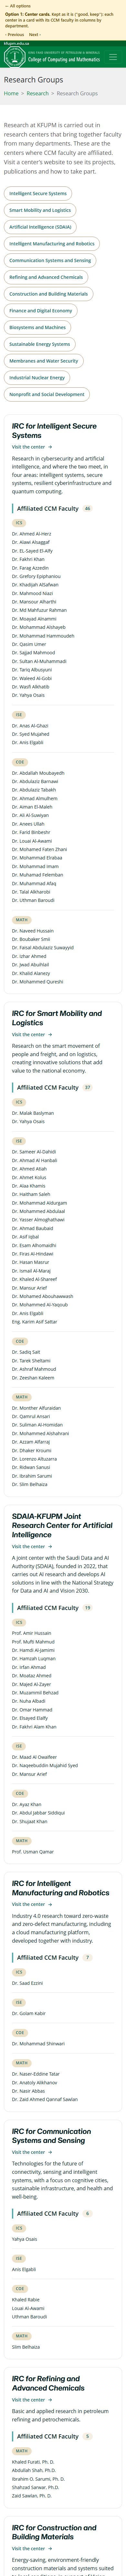 ← All options
Option 1: Center cards. Kept as it is ("good, keep"): each center in a card with its CCM faculty in columns by department.
‹ Previous Next ›
kfupm.edu.sa
College of Computing and Mathematics
Research Groups
Home > Research > Research Groups
Research at KFUPM is carried out in research centers that bring together faculty from many departments. These are the centers where CCM faculty are affiliated. Visit a center's website to see its projects, publications and how to get involved.
Intelligent Secure Systems
Smart Mobility and Logistics
Artificial Intelligence (SDAIA)
Intelligent Manufacturing and Robotics
Communication Systems and Sensing
Refining and Advanced Chemicals
Construction and Building Materials
Finance and Digital Economy
Biosystems and Machines
Sustainable Energy Systems
Membranes and Water Security
Industrial Nuclear Energy
Nonprofit and Social Development
IRC for Intelligent Secure Systems
Visit the center →
Research in cybersecurity and artificial intelligence, and where the two meet, in four areas: intelligent systems, secure systems, resilient cyberinfrastructure and quantum computing.
Affiliated CCM Faculty 46
ICS
Dr. Ahmed Al-Herz
Dr. Alawi Alsaggaf
Dr. EL-Sayed El-Alfy
Dr. Fakhri Khan
Dr. Farag Azzedin
Dr. Gregory Epiphaniou
Dr. Khadijah AlSafwan
Dr. Mahmood Niazi
Dr. Mansour Alharthi
Dr. Md Mahfuzur Rahman
Dr. Moayad Alnammi
Dr. Mohammad Alshayeb
Dr. Mohammad Hammoudeh
Dr. Qasim Umer
Dr. Sajjad Mahmood
Dr. Sultan Al-Muhammadi
Dr. Tariq Albusyuni
Dr. Waleed Al-Gobi
Dr. Wasfi Alkhatib
Dr. Yahya Osais
ISE
Dr. Anas Al-Ghazi
Dr. Syed Mujahed
Dr. Anis Elgabli
COE
Dr. Abdallah Moubayedh
Dr. Abdulaziz Barnawi
Dr. Abdulaziz Tabakh
Dr. Ahmad Almulhem
Dr. Aiman El-Maleh
Dr. Ali Al-Suwiyan
Dr. Anees Ullah
Dr. Farid Binbeshr
Dr. Louai Al-Awami
Dr. Mohamed Faten Zhani
Dr. Mohammad Elrabaa
Dr. Mohammad Imam
Dr. Muhamad Felemban
Dr. Muhammad Afaq
Dr. Talal Alkharobi
Dr. Uthman Baroudi
MATH
Dr. Naveed Hussain
Dr. Boubaker Smii
Dr. Faisal Abdulaziz Suwayyid
Dr. Izhar Ahmed
Dr. Jwad Abulhlail
Dr. Khalid Alanezy
Dr. Mohammed Qureshi
IRC for Smart Mobility and Logistics
Visit the center →
Research on the smart movement of people and freight, and on logistics, creating innovative solutions that add value to the national economy.
Affiliated CCM Faculty 37
ICS
Dr. Malak Baslyman
Dr. Yahya Osais
ISE
Dr. Sameer Al-Dahidi
Dr. Ahmad Al Hanbali
Dr. Ahmed Atiah
Dr. Ahmet Kolus
Dr. Alaa Khamis
Dr. Haitham Saleh
Dr. Mohammad Aldurgam
Dr. Mohammed Abdulaal
Dr. Yasser Almoghathawi
Dr. Ahmad Baubaid
Dr. Asif Iqbal
Dr. Esam Alhomaidhi
Dr. Firas Al-Hindawi
Dr. Hasan Masrur
Dr. Ismail Al-Maraj
Dr. Khaled Al-Shareef
Dr. Mansur Arief
Dr. Mohamed Abouhaewwash
Dr. Mohammed Al-Yaqoub
Dr. Anis Elgabli
Eng. Karim Asif Sattar
COE
Dr. Sadiq Sait
Dr. Tarek Sheltami
Dr. Ashraf Mahmoud
Dr. Zeeshan Kaleem
MATH
Dr. Monther Alfuraidan
Dr. Qamrul Ansari
Dr. Suliman Al-Homidan
Dr. Mohammed Alshahrani
Dr. Azzam Alfarraj
Dr. Dhaker Kroumi
Dr. Lorenzo Altuzarra
Dr. Ridwan Sanusi
Dr. Ibrahim Sarumi
Dr. Slim Belhaiza
SDAIA-KFUPM Joint Research Center for Artificial Intelligence
Visit the center →
A joint center with the Saudi Data and AI Authority (SDAIA), founded in 2022, that carries out AI research and develops AI solutions in line with the National Strategy for Data and AI and Vision 2030.
Affiliated CCM Faculty 19
ICS
Prof. Amir Hussain
Prof. Mufti Mahmud
Dr. Hamdi Al-Jamimi
Dr. Hamzah Luqman
Dr. Irfan Ahmad
Dr. Moataz Ahmed
Dr. Majed Al-Zayer
Dr. Muzammil Behzad
Dr. Nuha Albadi
Dr. Omar Hammad
Dr. Elsayed Elalfy
Dr. Fakhri Alam Khan
ISE
Dr. Maad Al Owaifeer
Dr. Naqeebuddin Mujahid Syed
Dr. Mansur Arief
COE
Dr. Ayaz Khan
Dr. Abdul Jabbar Siddiqui
Dr. Shujaat Khan
MATH
Prof. Usman Qamar
IRC for Intelligent Manufacturing and Robotics
Visit the center →
Industry 4.0 research toward zero-waste and zero-defect manufacturing, including a cloud manufacturing platform, developed together with industry.
Affiliated CCM Faculty 7
ICS
Dr. Saad Ezzini
ISE
Dr. Golam Kabir
COE
Dr. Mohammad Shinwari
MATH
Dr. Naser-Eddine Tatar
Dr. Anatoly Alikhanov
Dr. Nasir Abbas
Dr. Zaid Ahmed Qannaf Sawlan
IRC for Communication Systems and Sensing
Visit the center →
Technologies for the future of connectivity, sensing and intelligent systems, with a focus on cognitive cities, sustainable infrastructure, and health and well-being.
Affiliated CCM Faculty 6
ICS
Yahya Osais
ISE
Anis Elgabli
COE
Khaled Rabie
Louai Al-Awami
Uthman Baroudi
MATH
Slim Belhaiza
IRC for Refining and Advanced Chemicals
Visit the center →
Basic and applied research in petroleum refining and petrochemicals.
Affiliated CCM Faculty 5
MATH
Khaled Furati, Ph. D.
Abdullah Shah, Ph.D.
Ibrahim O. Sarumi, Ph. D.
Shahzad Sarwar, Ph.D.
Zaid Sawlan, Ph. D.
IRC for Construction and Building Materials
Visit the center →
Energy-saving, environment-friendly construction materials and systems suited